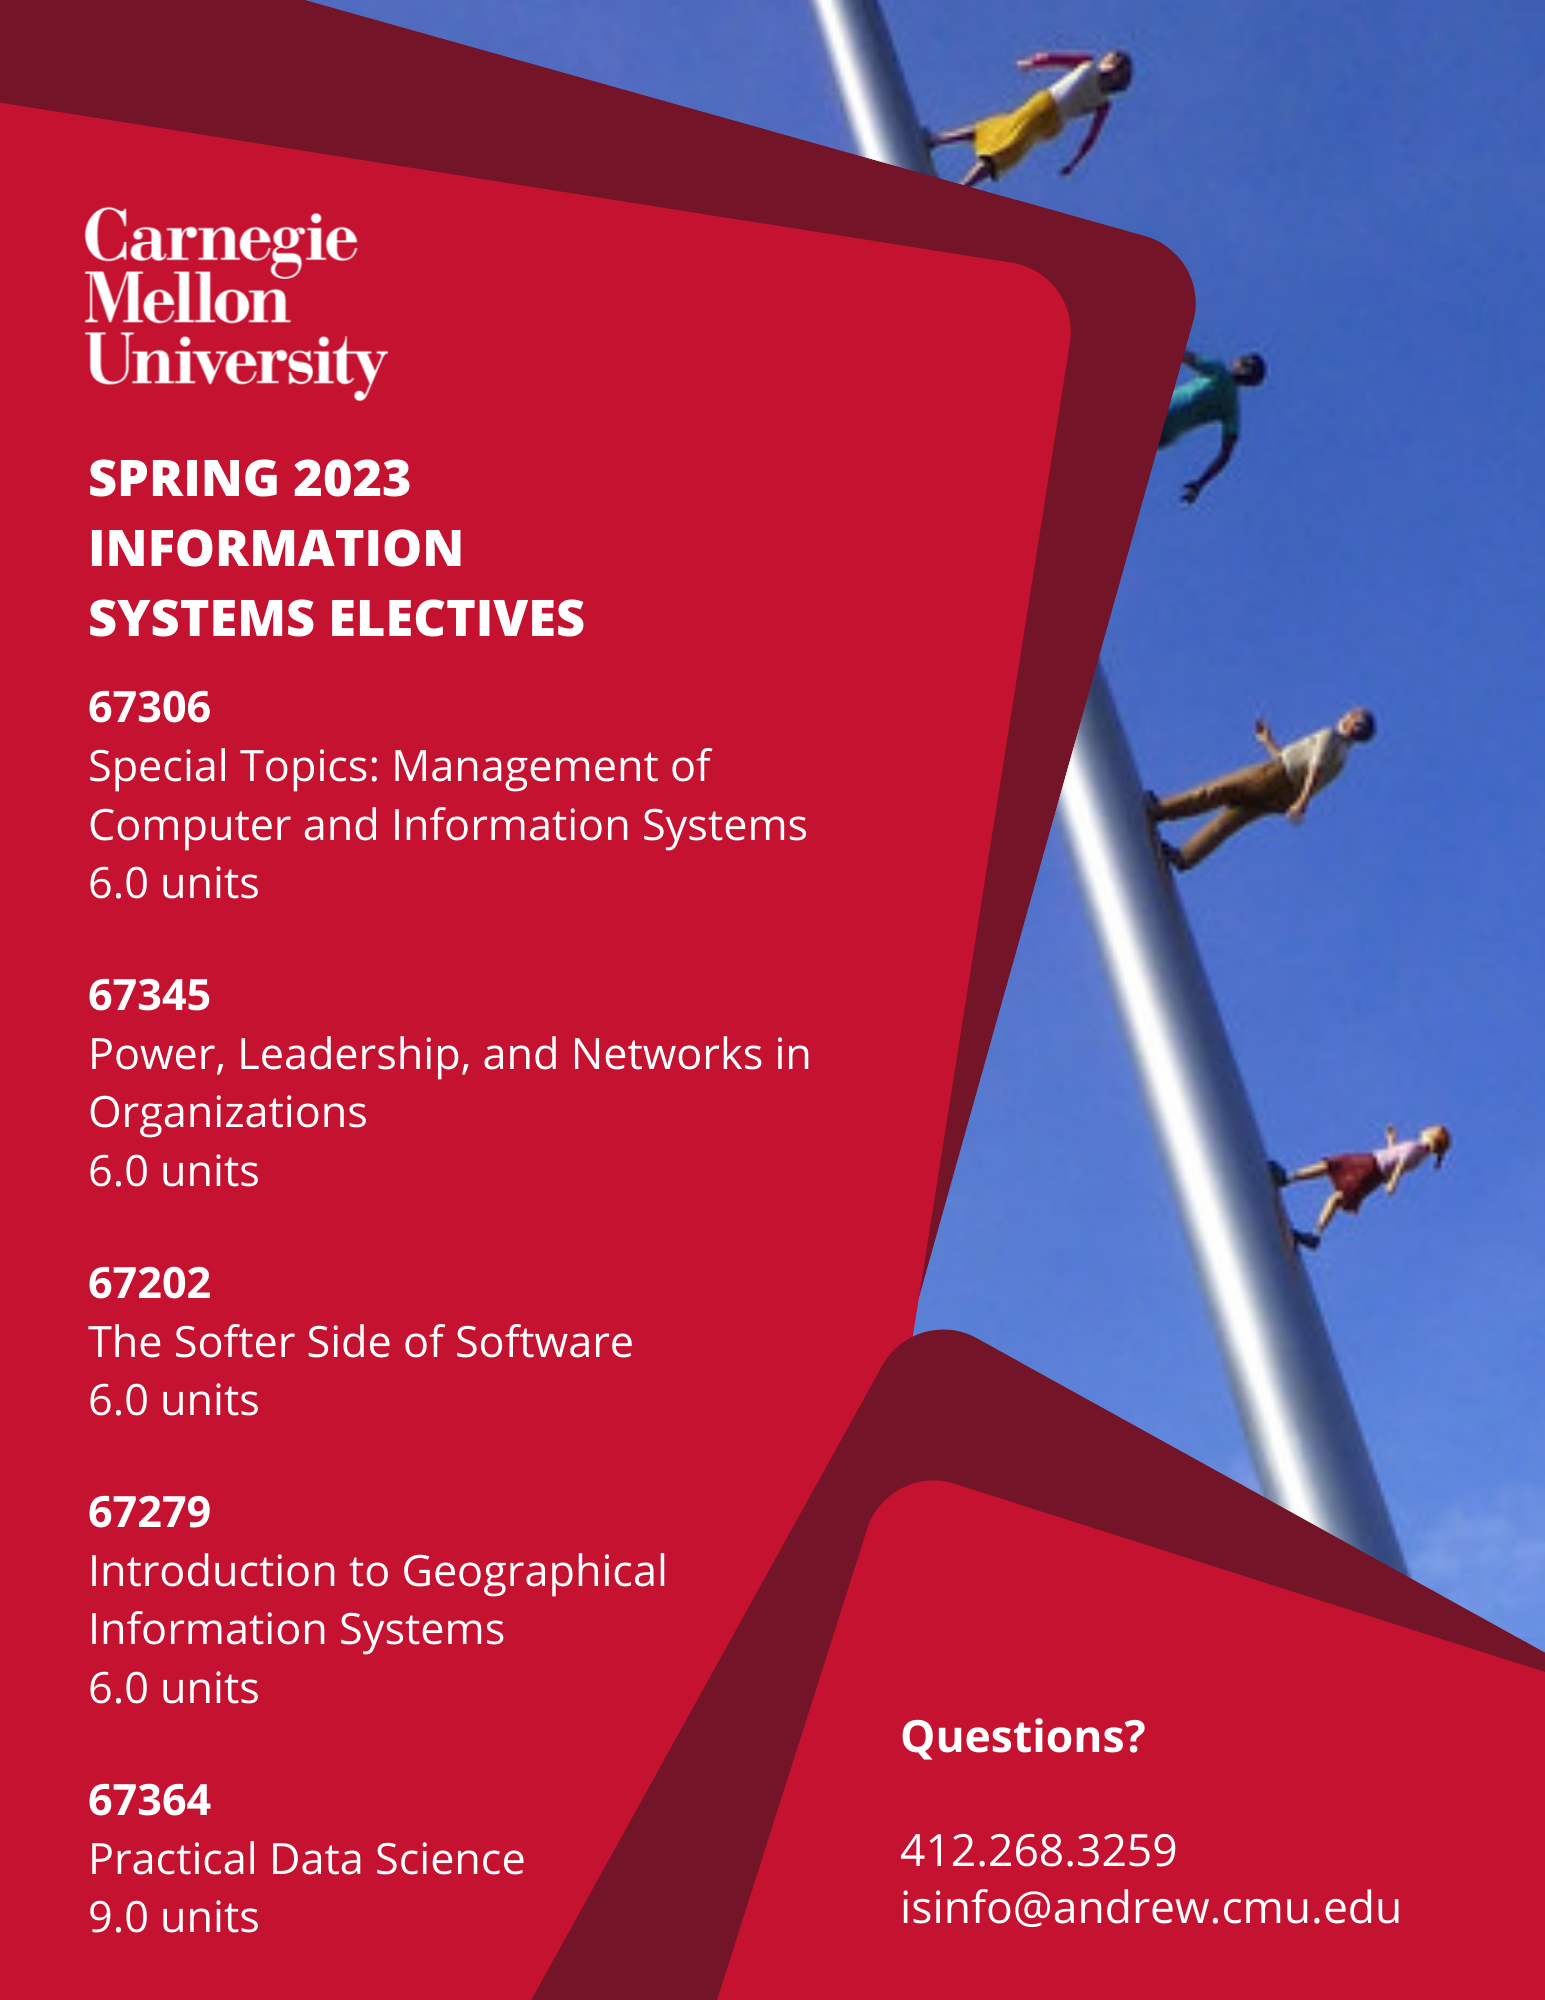 Carnegie
Mellon
University
SPRING 2023
INFORMATION
SYSTEMS ELECTIVES
67306
Special Topics: Management of
Computer and Information Systems
6.0 units
67345
Power, Leadership, and Networks in
Organizations
6.0 units
67202
The Softer Side of Software
6.0 units
67279
Introduction to Geographical
Information Systems
6.0 units
67364
Practical Data Science
9.0 units
Questions?
412.268.3259
isinfo@andrew.cmu.edu